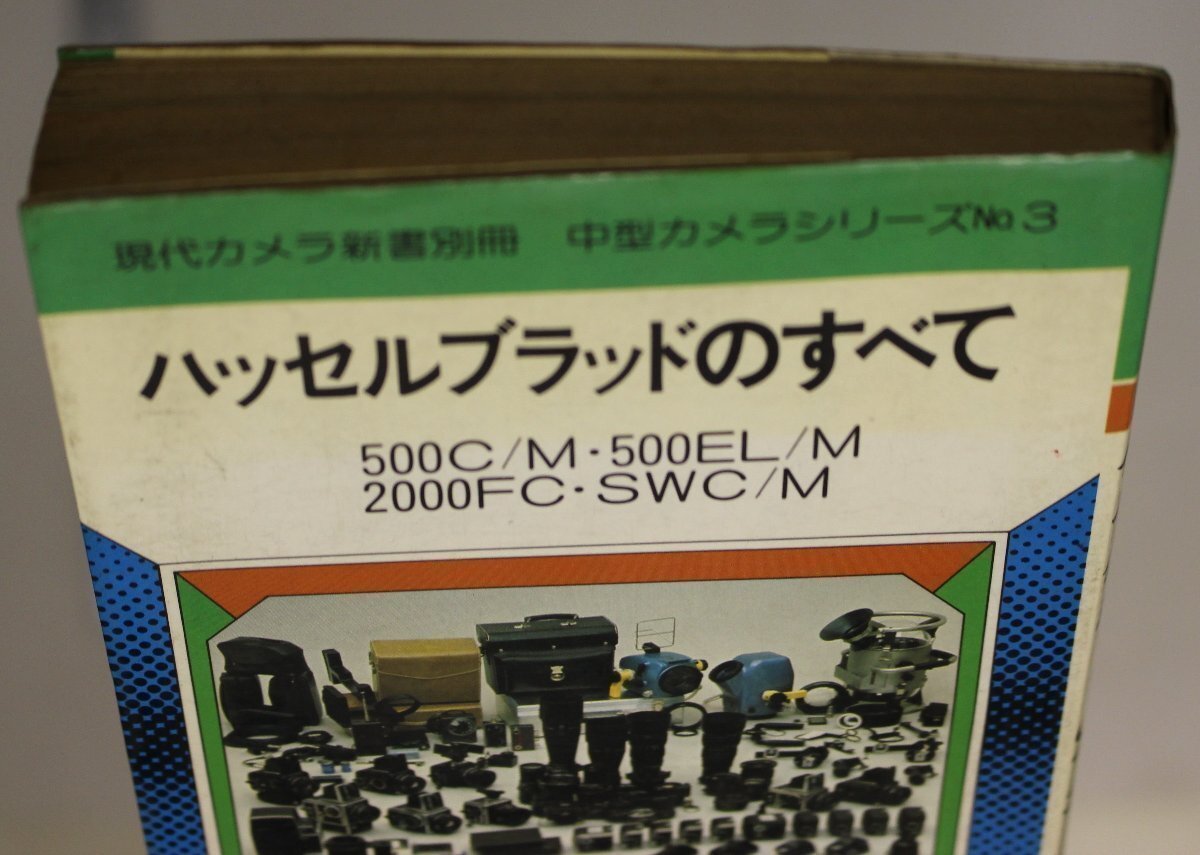 現代カメラ新書別冊　中型カメラシリーズNo.3
ハッセルブラッドのすべて
500C/M・500EL/M
2000FC・SWC/M